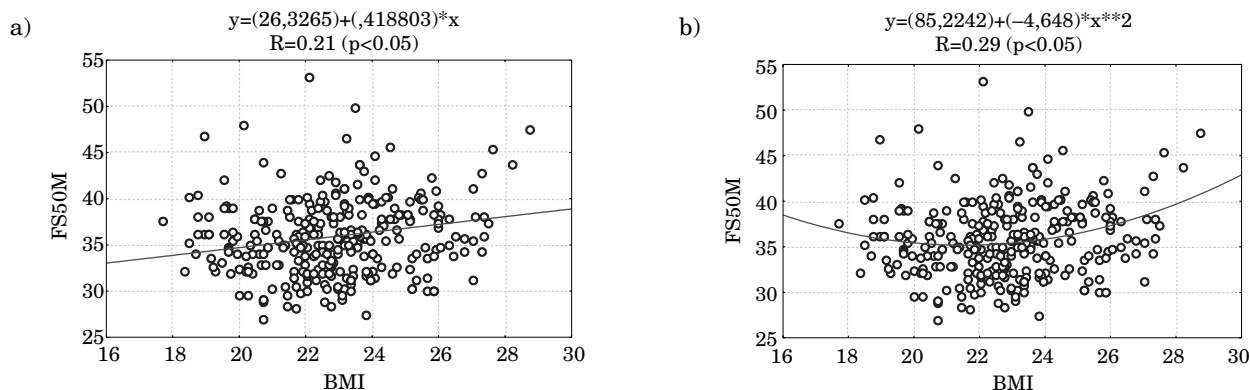 a)
y=(26,3265)+(,418803)*x
R=0.21 (p<0.05)
FS50M
55
50
45
40
35
30
25
16 18 20 22 24 26 28 30
BMI
b)
y=(85,2242)+(–4,648)*x**2
R=0.29 (p<0.05)
FS50M
55
50
45
40
35
30
25
16 18 20 22 24 26 28 30
BMI